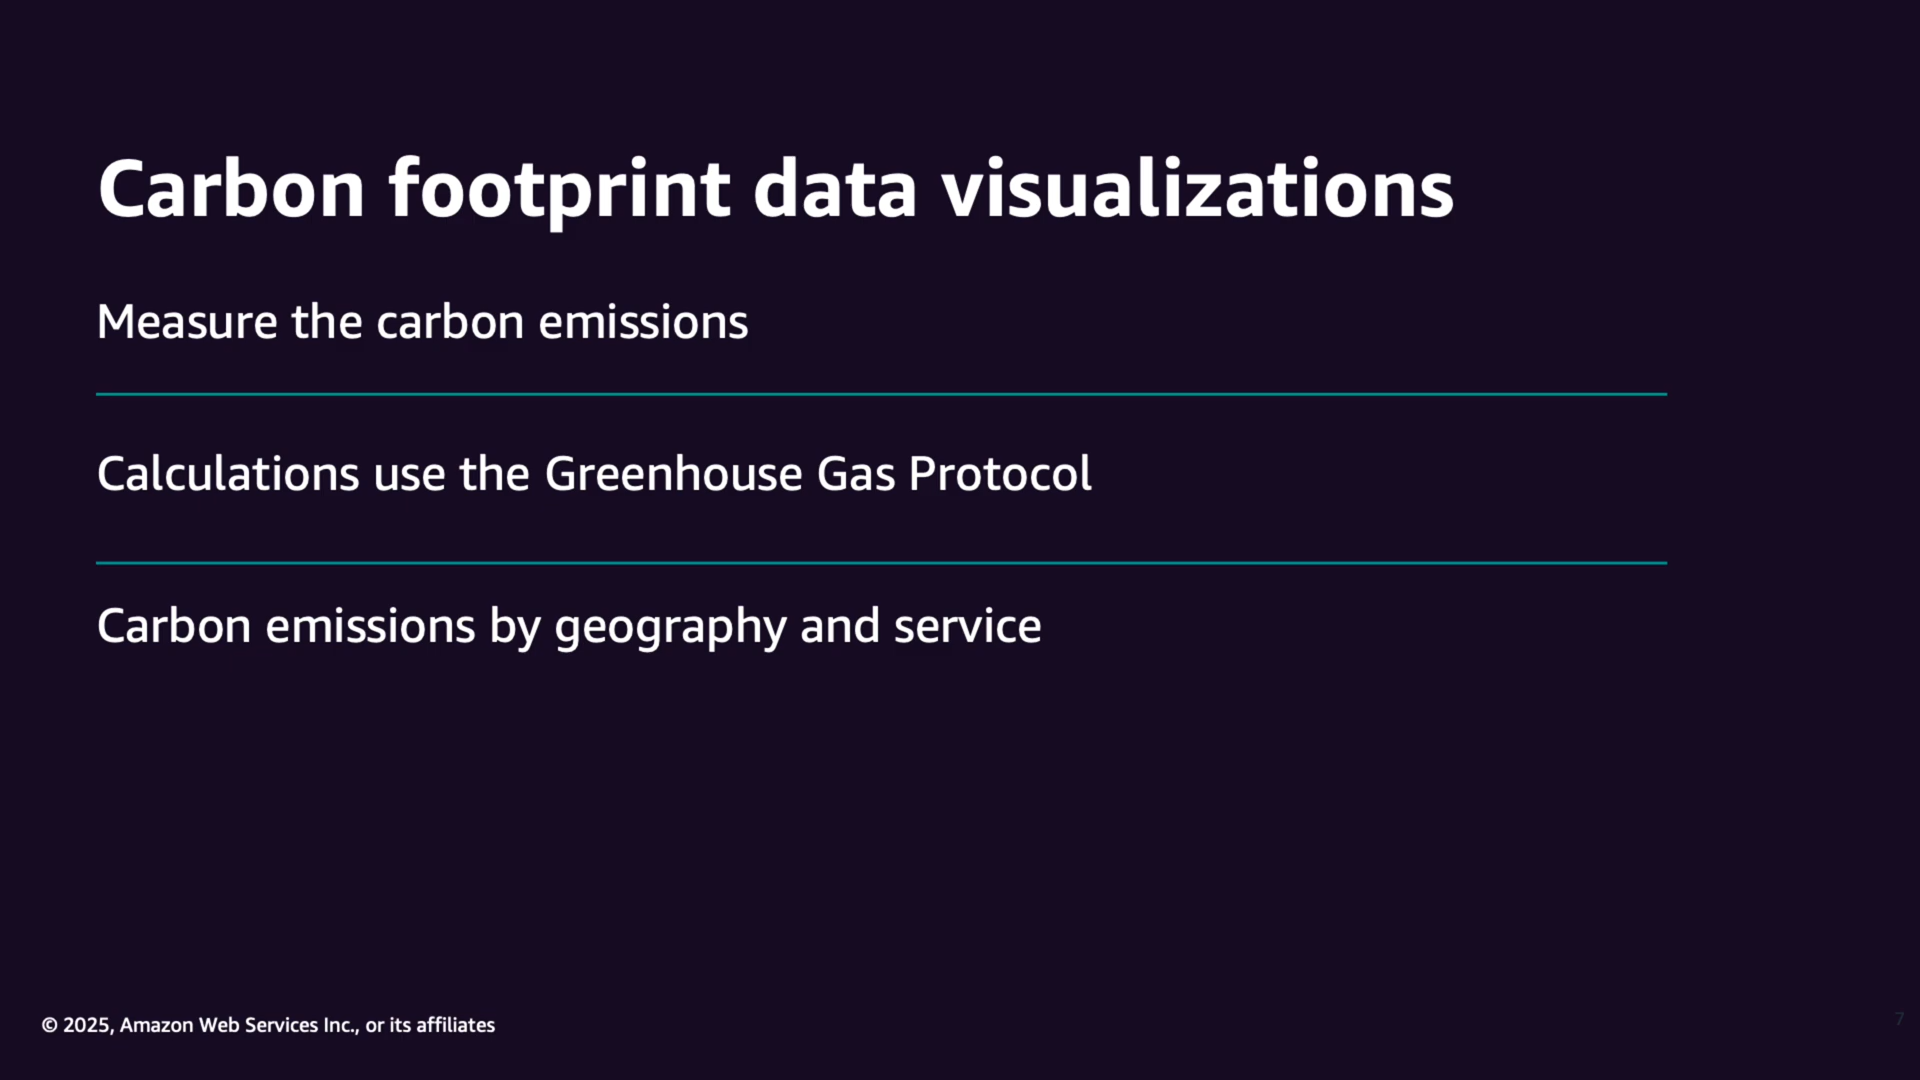 Carbon footprint data visualizations
Measure the carbon emissions
Calculations use the Greenhouse Gas Protocol
Carbon emissions by geography and service
© 2025, Amazon Web Services Inc., or its affiliates
7